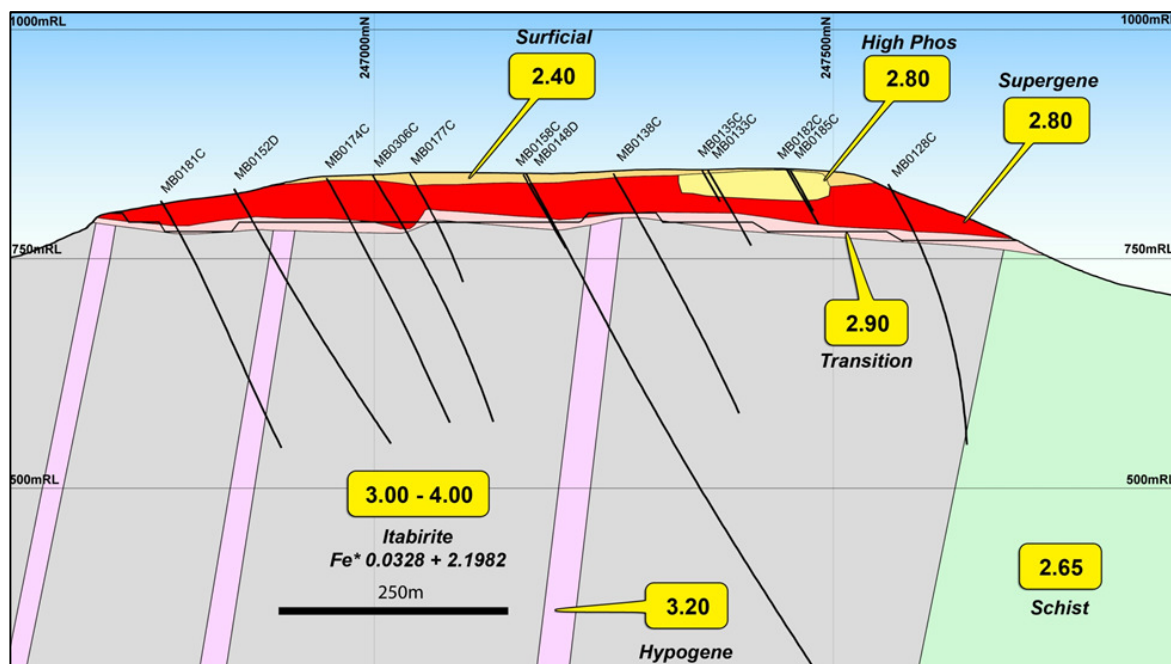 1000mRL
247000mN
247500mN
1000mRL
Surficial
2.40
High Phos
2.80
Supergene
2.80
MB0181C
MB0152D
MB0174C
MB0306C
MB0177C
MB0158C
MB0148D
MB0138C
MB0135C
MB0133C
MB0182C
MB0185C
MB0128C
750mRL
750mRL
2.90
Transition
500mRL
500mRL
3.00 - 4.00
Itabirite
Fe* 0.0328 + 2.1982
250m
3.20
Hypogene
2.65
Schist